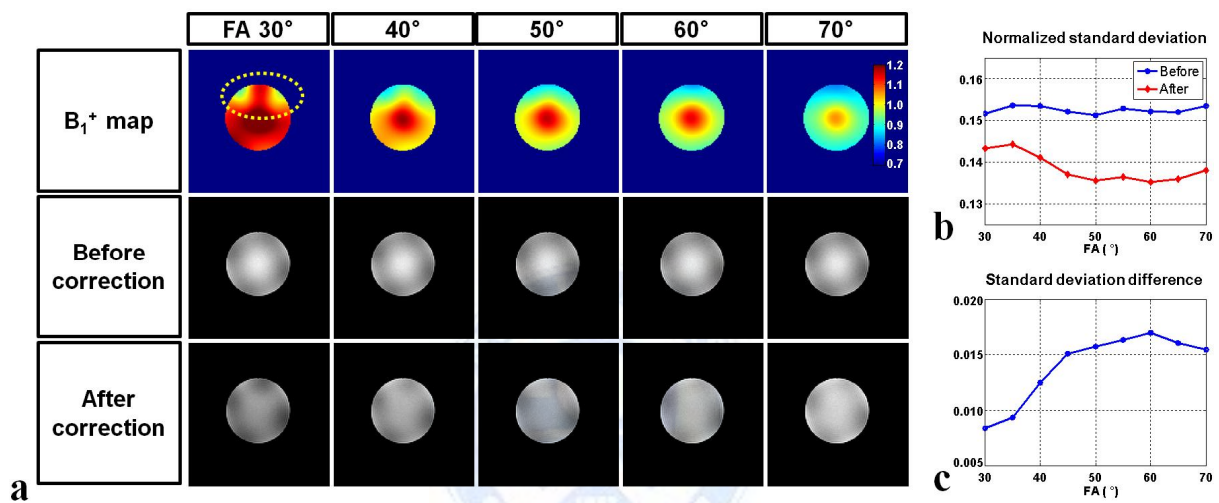 FA 30° 40° 50° 60° 70°
B₁⁺ map
1.2
1.1
1.0
0.9
0.8
0.7
Before
correction
After
correction
a
Normalized standard deviation
Before
After
0.16
0.15
0.14
0.13
30 40 50 60 70
FA ( °)
b
Standard deviation difference
0.020
0.015
0.010
0.005
30 40 50 60 70
FA ( °)
c